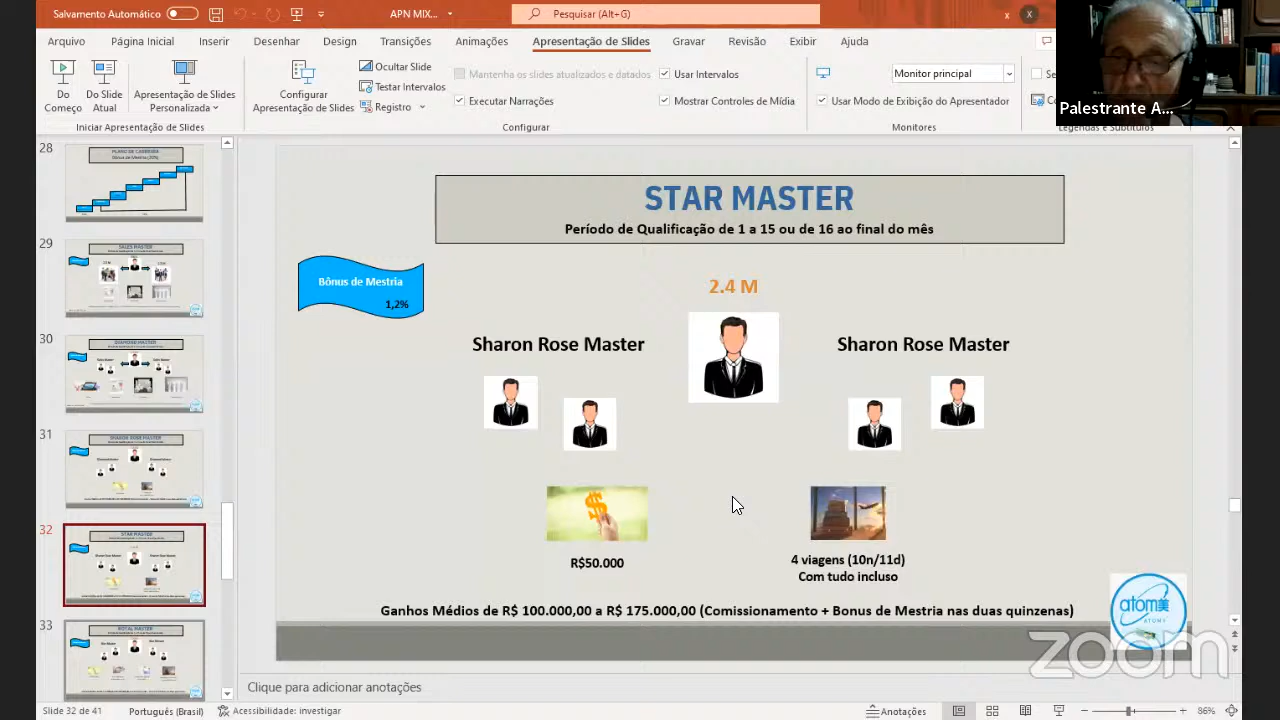 Salvamento Automático
APN MIX...
Pesquisar (Alt+G)
x
X
Arquivo
Página Inicial
Inserir
Desenhar
Design
Transições
Animações
Apresentação de Slides
Gravar
Revisão
Exibir
Ajuda
Do Começo
Do Slide Atual
Apresentação de Slides Personalizada
Iniciar Apresentação de Slides
Configurar Apresentação de Slides
Ocultar Slide
Testar Intervalos
Registro
Mantenha os slides atualizados e datados
Executar Narrações
Usar Intervalos
Mostrar Controles de Mídia
Configurar
Monitor principal
Usar Modo de Exibição do Apresentador
Monitores
Se
Legendas e Subtítulos
Palestrante A...
28
29
30
31
32
33
STAR MASTER
Período de Qualificação de 1 a 15 ou de 16 ao final do mês
Bônus de Mestria
1,2%
2.4 M
Sharon Rose Master
Sharon Rose Master
R$50.000
4 viagens (10n/11d)
Com tudo incluso
Ganhos Médios de R$ 100.000,00 a R$ 175.000,00 (Comissionamento + Bonus de Mestria nas duas quinzenas)
atom美
ATOMY
zoom
Clique para adicionar anotações
Slide 32 de 41
Português (Brasil)
Acessibilidade: investigar
Anotações
86%